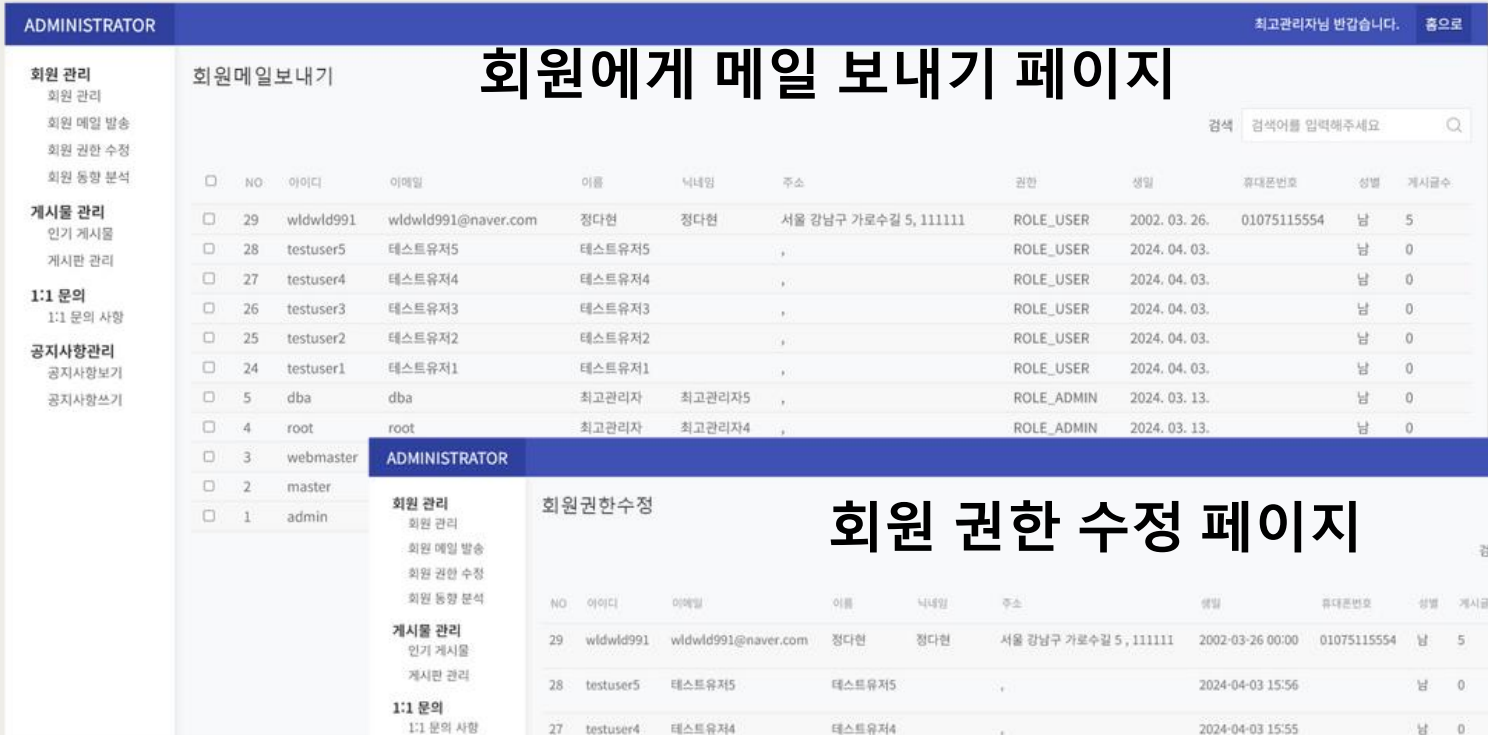 ADMINISTRATOR 최고관리자님 반갑습니다. 홈으로
회원 관리
회원 관리
회원 메일 발송
회원 권한 수정
회원 동향 분석
게시물 관리
인기 게시물
게시판 관리
1:1 문의
1:1 문의 사항
공지사항관리
공지사항보기
공지사항쓰기
회원메일보내기
회원에게 메일 보내기 페이지
검색 검색어를 입력해주세요
NO 아이디 이메일 이름 닉네임 주소 권한 생일 휴대폰번호 성별 게시글수
29 wldwld991 wldwld991@naver.com 정다현 정다현 서울 강남구 가로수길 5, 111111 ROLE_USER 2002. 03. 26. 01075115554 남 5
28 testuser5 테스트유저5 테스트유저5 , ROLE_USER 2024. 04. 03. 남 0
27 testuser4 테스트유저4 테스트유저4 , ROLE_USER 2024. 04. 03. 남 0
26 testuser3 테스트유저3 테스트유저3 , ROLE_USER 2024. 04. 03. 남 0
25 testuser2 테스트유저2 테스트유저2 , ROLE_USER 2024. 04. 03. 남 0
24 testuser1 테스트유저1 테스트유저1 , ROLE_USER 2024. 04. 03. 남 0
5 dba dba 최고관리자 최고관리자5 , ROLE_ADMIN 2024. 03. 13. 남 0
4 root root 최고관리자 최고관리자4 , ROLE_ADMIN 2024. 03. 13. 남 0
3 webmaster
2 master
1 admin
ADMINISTRATOR
회원 관리
회원 관리
회원 메일 발송
회원 권한 수정
회원 동향 분석
게시물 관리
인기 게시물
게시판 관리
1:1 문의
1:1 문의 사항
회원권한수정
회원 권한 수정 페이지
NO 아이디 이메일 이름 닉네임 주소 생일 휴대폰번호 성별 게시글
29 wldwld991 wldwld991@naver.com 정다현 정다현 서울 강남구 가로수길 5 , 111111 2002-03-26 00:00 01075115554 남 5
28 testuser5 테스트유저5 테스트유저5 , 2024-04-03 15:56 남 0
27 testuser4 테스트유저4 테스트유저4 , 2024-04-03 15:55 남 0